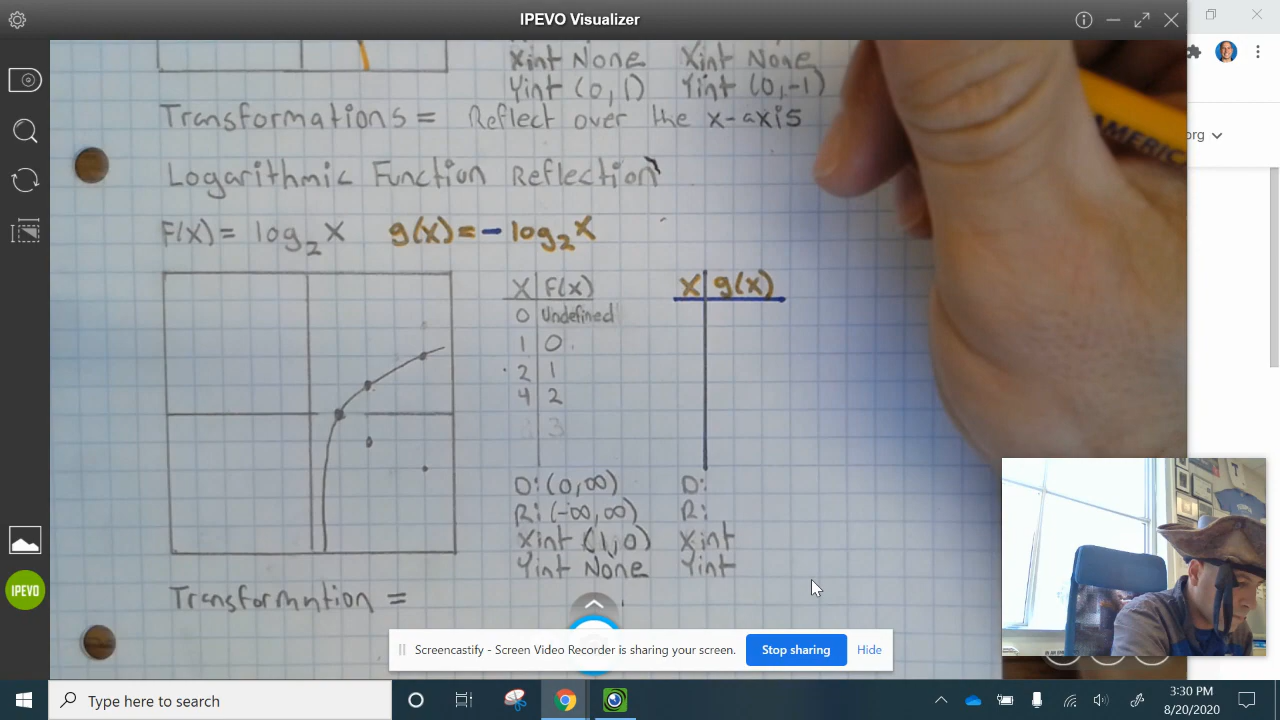 IPEVO Visualizer
Xint None Xint None
Yint (0,1) Yint (0,-1)
Transformations = Reflect over the x-axis
AMERICA
org
Logarithmic Function Reflection
F(x) = log₂ X g(x) = - log₂ X
X F(x) X g(x)
0 Undefined
1 0
2 1
4 2
3
D: (0,∞) D:
R: (-∞,∞) R:
Xint (1,0) Xint
Yint None Yint
Transformation =
IPEVO
Screencastify - Screen Video Recorder is sharing your screen. Stop sharing Hide
Type here to search
3:30 PM
8/20/2020